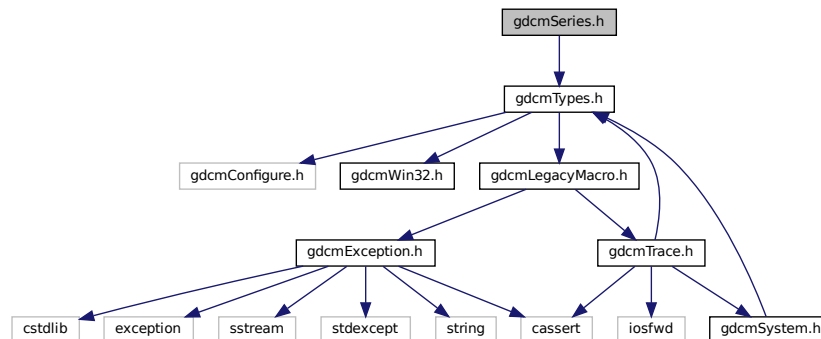 gdcmSeries.h
gdcmTypes.h
gdcmConfigure.h
gdcmWin32.h
gdcmLegacyMacro.h
gdcmException.h
gdcmTrace.h
cstdlib
exception
sstream
stdexcept
string
cassert
iosfwd
gdcmSystem.h